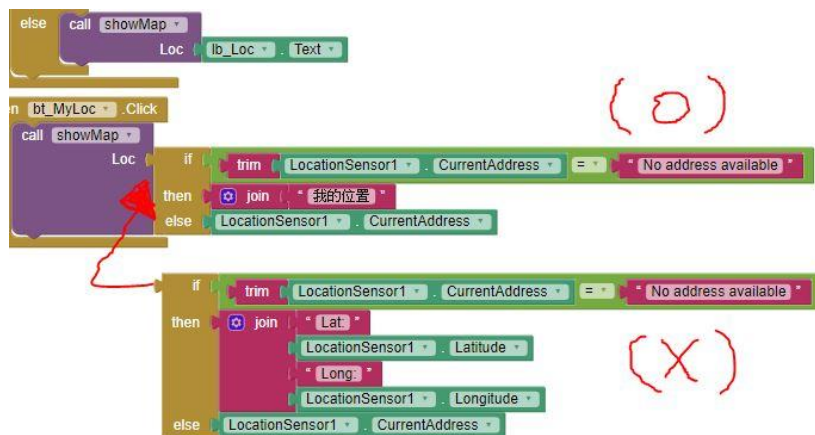 else call showMap
Loc lb_Loc . Text
n bt_MyLoc .Click
call showMap
(O)
Loc if trim LocationSensor1 . CurrentAddress = " No address available "
then join " 我的位置 "
else LocationSensor1 . CurrentAddress
if trim LocationSensor1 . CurrentAddress = " No address available "
then join " Lat: "
LocationSensor1 . Latitude
" Long: "
(X)
LocationSensor1 . Longitude
else LocationSensor1 . CurrentAddress